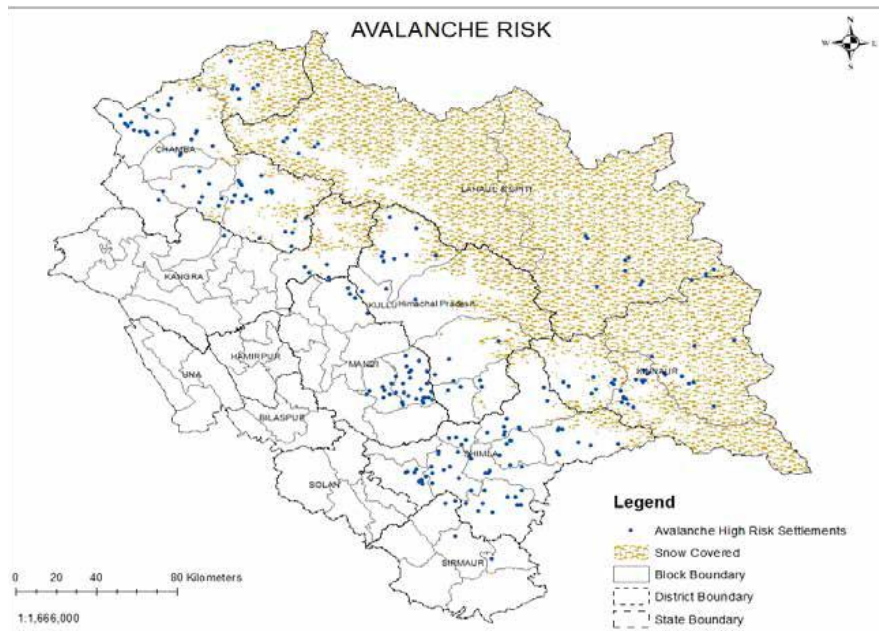 AVALANCHE RISK
N
W E
S
CHAMBA
LAHAUL & SPITI
KANGRA
KULLU Himachal Pradesh
HAMIRPUR
MANDI
UNA
KINNAUR
BILASPUR
SHIMLA
SOLAN
SIRMAUR
Legend
Avalanche High Risk Settlements
Snow Covered
Block Boundary
District Boundary
State Boundary
0 20 40 80 Kilometers
1:1,666,000